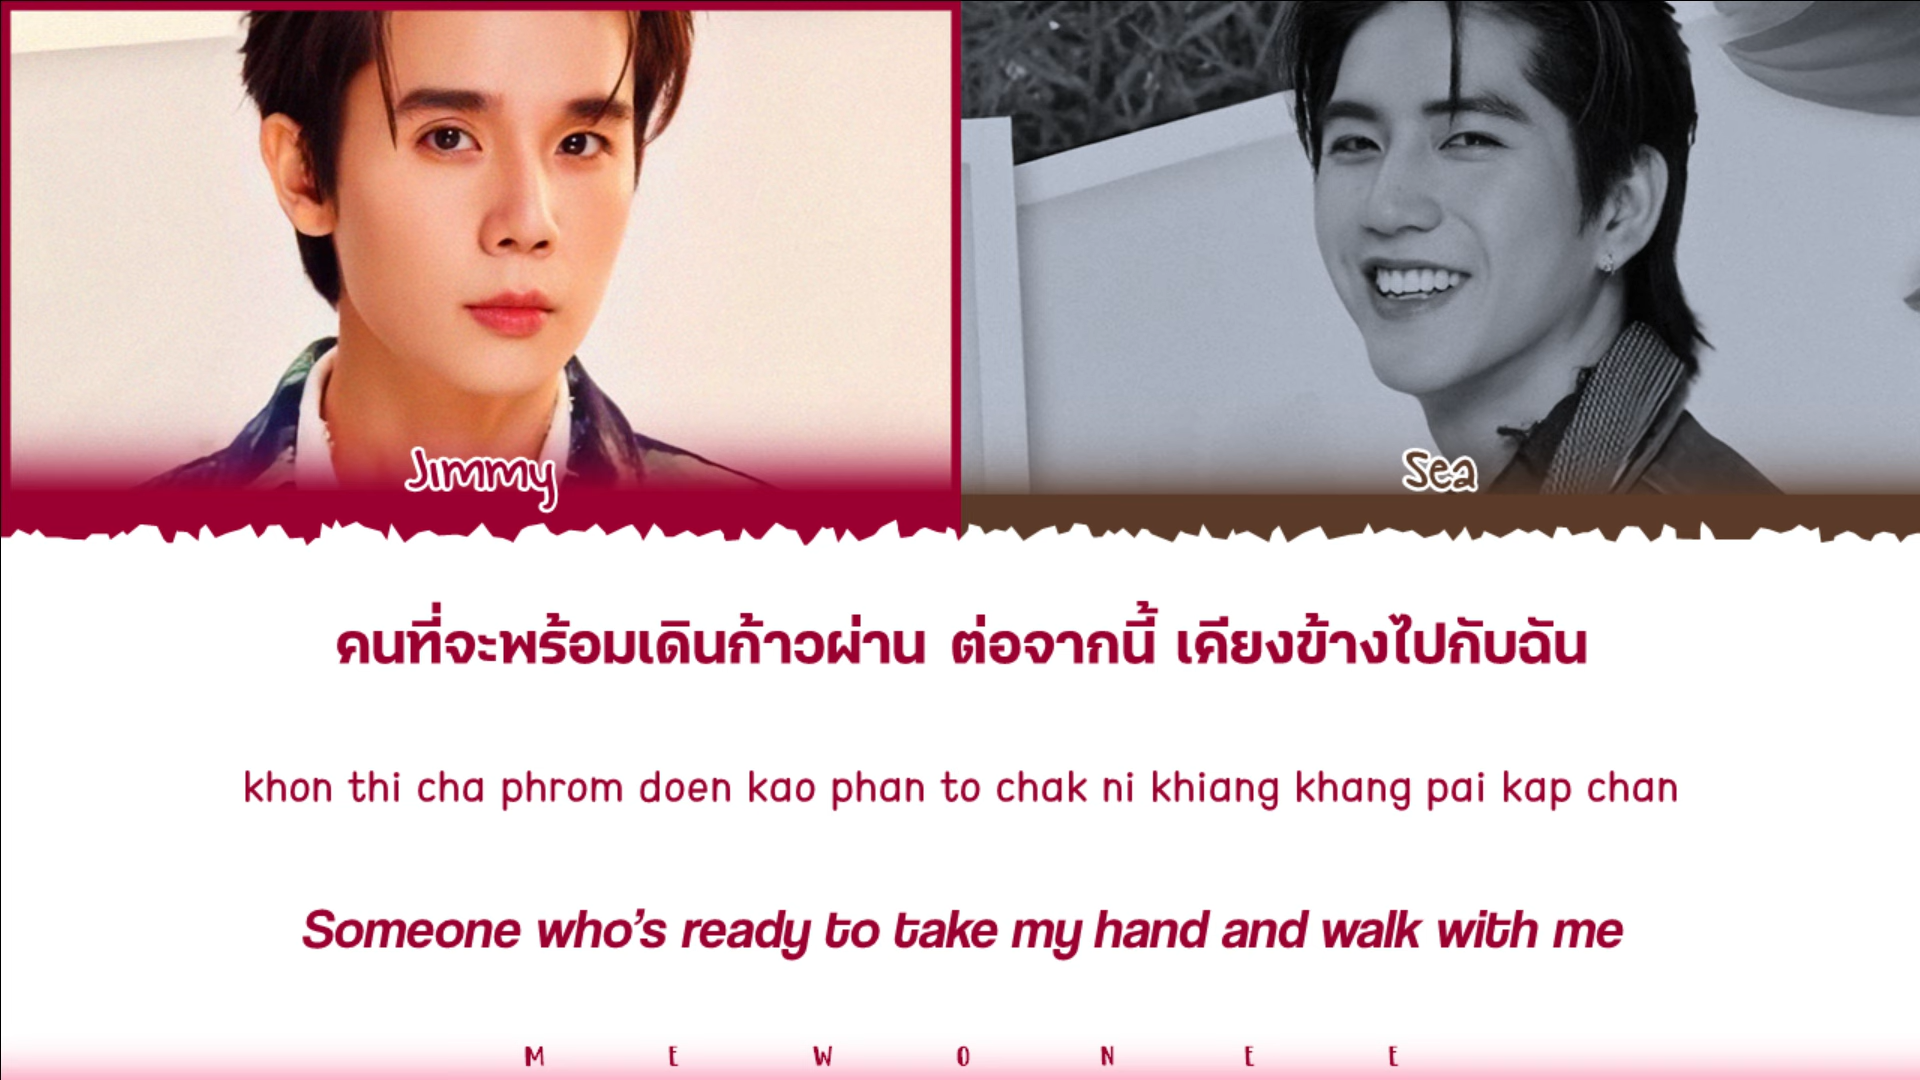 Jimmy
Sea
คนที่จะพร้อมเดินก้าวผ่าน ต่อจากนี้ เคียงข้างไปกับฉัน
khon thi cha phrom doen kao phan to chak ni khiang khang pai kap chan
Someone who's ready to take my hand and walk with me
M E W O N E E